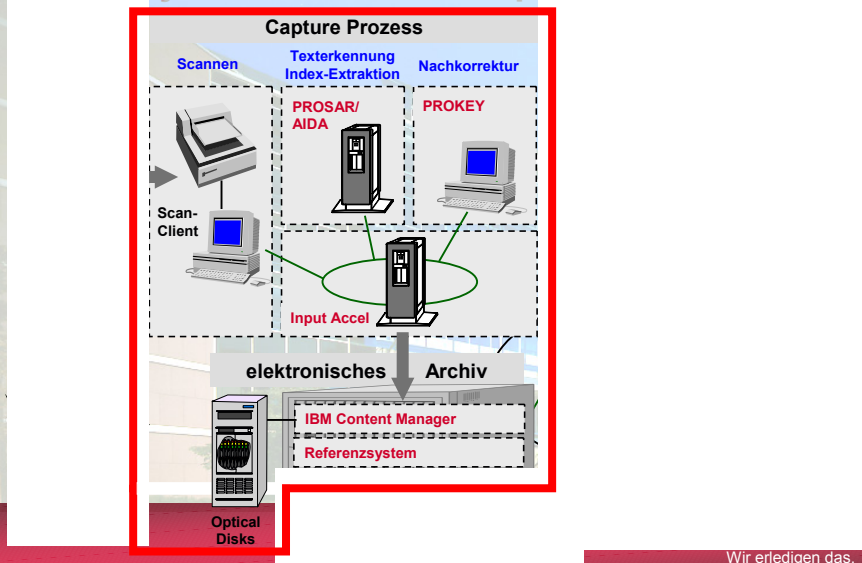 Capture Prozess
Scannen
Texterkennung
Index-Extraktion
Nachkorrektur
PROSAR/
AIDA
PROKEY
Scan-
Client
Input Accel
elektronisches Archiv
IBM Content Manager
Referenzsystem
Optical
Disks
Wir erledigen das.